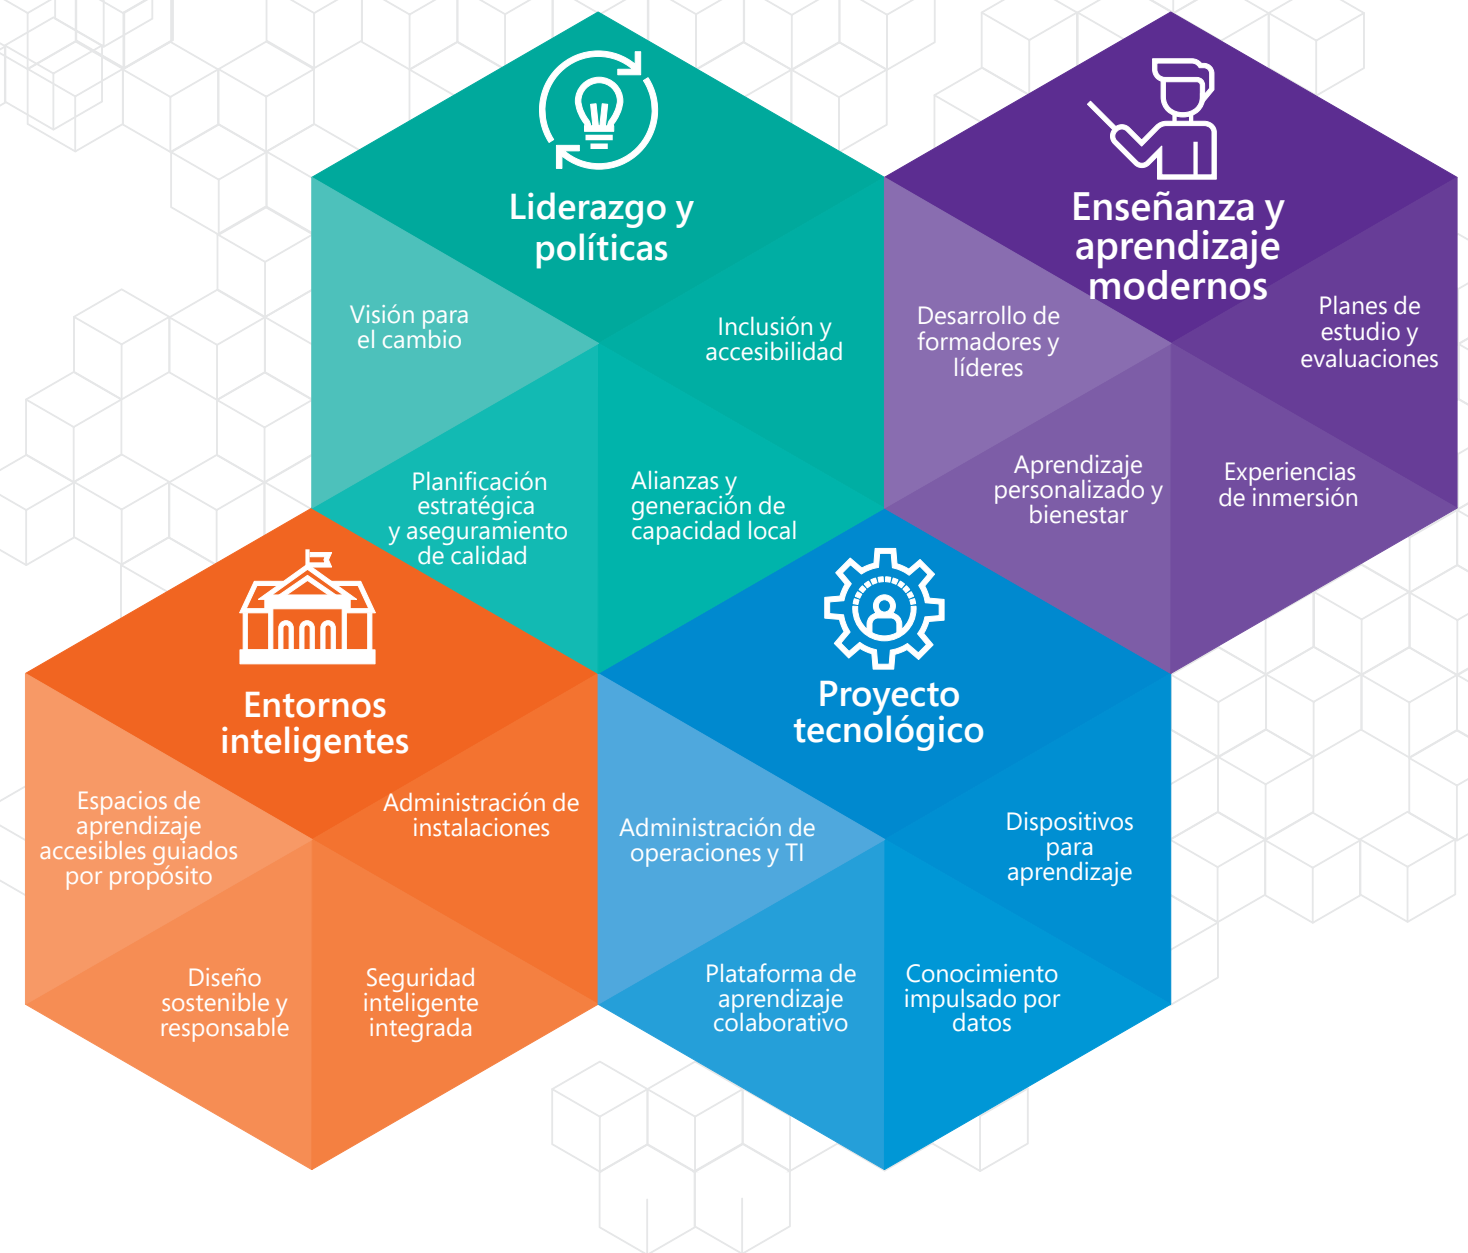 Liderazgo y
políticas
Visión para
el cambio
Inclusión y
accesibilidad
Planificación
estratégica
y aseguramiento
de calidad
Alianzas y
generación de
capacidad local
Enseñanza y
aprendizaje
modernos
Desarrollo de
formadores y
líderes
Planes de
estudio y
evaluaciones
Aprendizaje
personalizado y
bienestar
Experiencias
de inmersión
Entornos
inteligentes
Espacios de
aprendizaje
accesibles guiados
por propósito
Administración de
instalaciones
Diseño
sostenible y
responsable
Seguridad
inteligente
integrada
Proyecto
tecnológico
Administración de
operaciones y TI
Dispositivos
para
aprendizaje
Plataforma de
aprendizaje
colaborativo
Conocimiento
impulsado por
datos